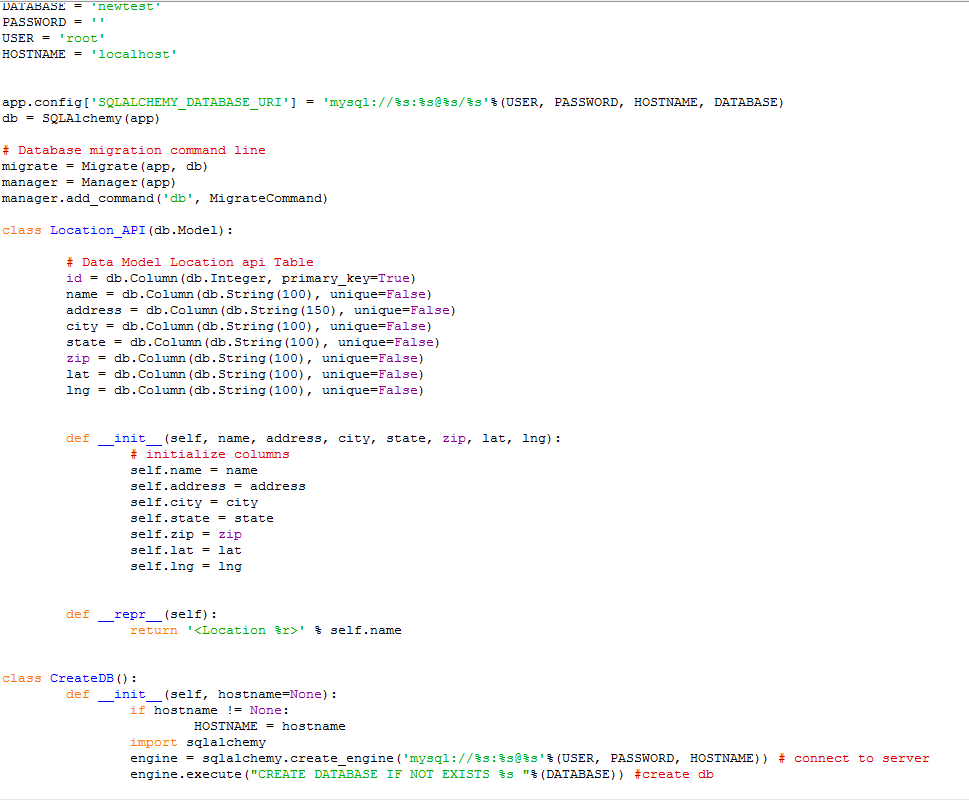 DATABASE = 'newtest'
PASSWORD = ''
USER = 'root'
HOSTNAME = 'localhost'
app.config['SQLALCHEMY_DATABASE_URI'] = 'mysql://%s:%s@%s/%s'%(USER, PASSWORD, HOSTNAME, DATABASE)
db = SQLAlchemy(app)
# Database migration command line
migrate = Migrate(app, db)
manager = Manager(app)
manager.add_command('db', MigrateCommand)
class Location_API(db.Model):
# Data Model Location api Table
id = db.Column(db.Integer, primary_key=True)
name = db.Column(db.String(100), unique=False)
address = db.Column(db.String(150), unique=False)
city = db.Column(db.String(100), unique=False)
state = db.Column(db.String(100), unique=False)
zip = db.Column(db.String(100), unique=False)
lat = db.Column(db.String(100), unique=False)
lng = db.Column(db.String(100), unique=False)
def __init__(self, name, address, city, state, zip, lat, lng):
# initialize columns
self.name = name
self.address = address
self.city = city
self.state = state
self.zip = zip
self.lat = lat
self.lng = lng
def __repr__(self):
return '<Location %r>' % self.name
class CreateDB():
def __init__(self, hostname=None):
if hostname != None:
HOSTNAME = hostname
import sqlalchemy
engine = sqlalchemy.create_engine('mysql://%s:%s@%s'%(USER, PASSWORD, HOSTNAME)) # connect to server
engine.execute("CREATE DATABASE IF NOT EXISTS %s "%(DATABASE)) #create db